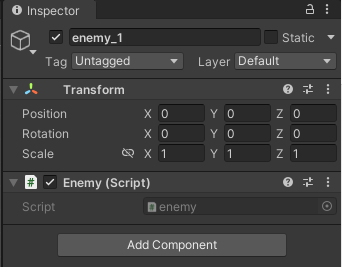 Inspector
enemy_1 Static
Tag Untagged Layer Default
Transform
Position X 0 Y 0 Z 0
Rotation X 0 Y 0 Z 0
Scale X 1 Y 1 Z 1
# Enemy (Script)
Script # enemy
Add Component